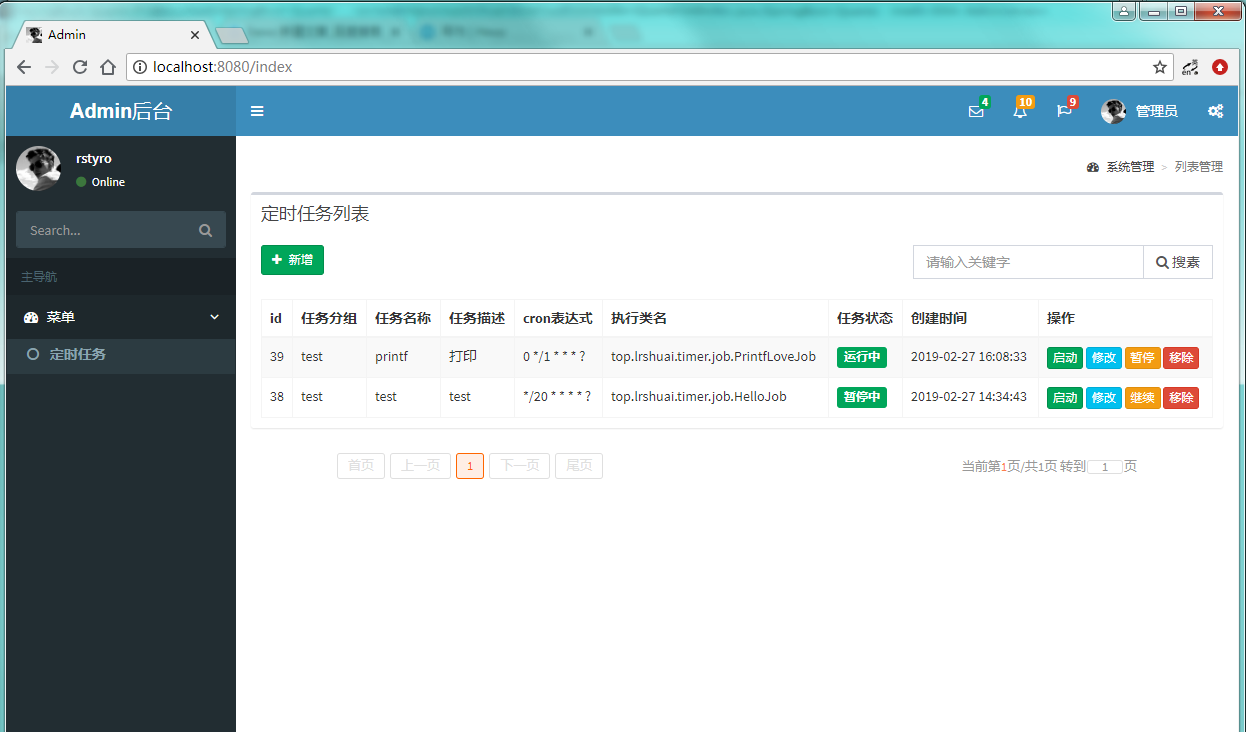 Admin
localhost:8080/index
Admin后台
4
10
9
管理员
rstyro
Online
Search...
主导航
菜单
定时任务
系统管理 > 列表管理
定时任务列表
新增
请输入关键字
搜素
id 任务分组 任务名称 任务描述 cron表达式 执行类名 任务状态 创建时间 操作
39 test printf 打印 0 */1 * * * ? top.lrshuai.timer.job.PrintfLoveJob 运行中 2019-02-27 16:08:33 启动 修改 暂停 移除
38 test test test */20 * * * * ? top.lrshuai.timer.job.HelloJob 暂停中 2019-02-27 14:34:43 启动 修改 继续 移除
首页 上一页 1 下一页 尾页 当前第1页/共1页 转到 1 页